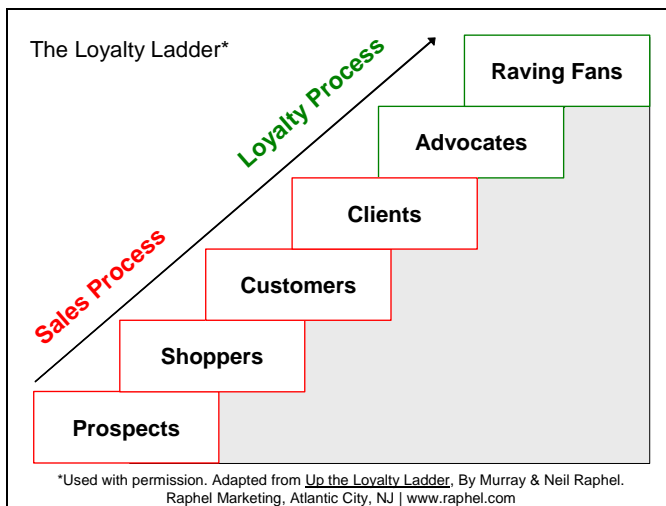 The Loyalty Ladder*
Loyalty Process
Sales Process
Raving Fans
Advocates
Clients
Customers
Shoppers
Prospects
*Used with permission. Adapted from Up the Loyalty Ladder, By Murray & Neil Raphel.
Raphel Marketing, Atlantic City, NJ | www.raphel.com